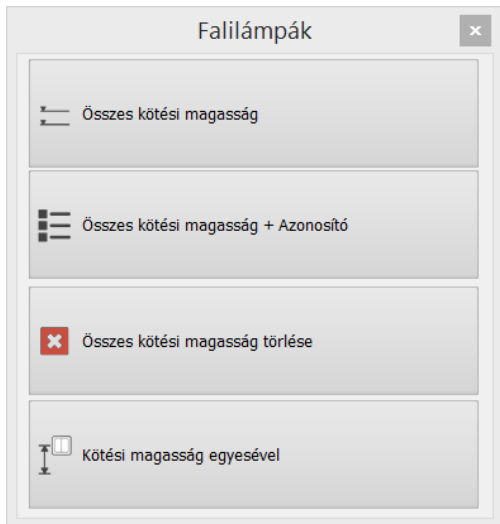 Falilámpák
Összes kötési magasság
Összes kötési magasság + Azonosító
Összes kötési magasság törlése
Kötési magasság egyesével